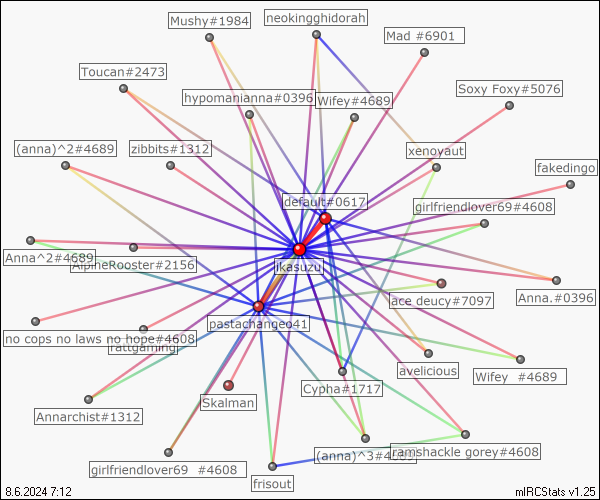 Mushy#1984
neokingghidorah
Mad #6901
Toucan#2473
hypomanianna#0396
Wifey#4689
Soxy Foxy#5076
(anna)^2#4689
zibbits#1312
xenoyaut
fakedingo
default#0617
girlfriendlover69#4608
Anna^2#4689
AlpineRooster#2156
ikasuzu
ace deucy#7097
Anna.#0396
pastachangeo41
no cops no laws no hope#4608
rattgaming
avelicious
Wifey #4689
Cypha#1717
Skalman
Annarchist#1312
(anna)^3#4689
ramshackle gorey#4608
girlfriendlover69 #4608
frisout
8.6.2024 7:12
mIRCStats v1.25